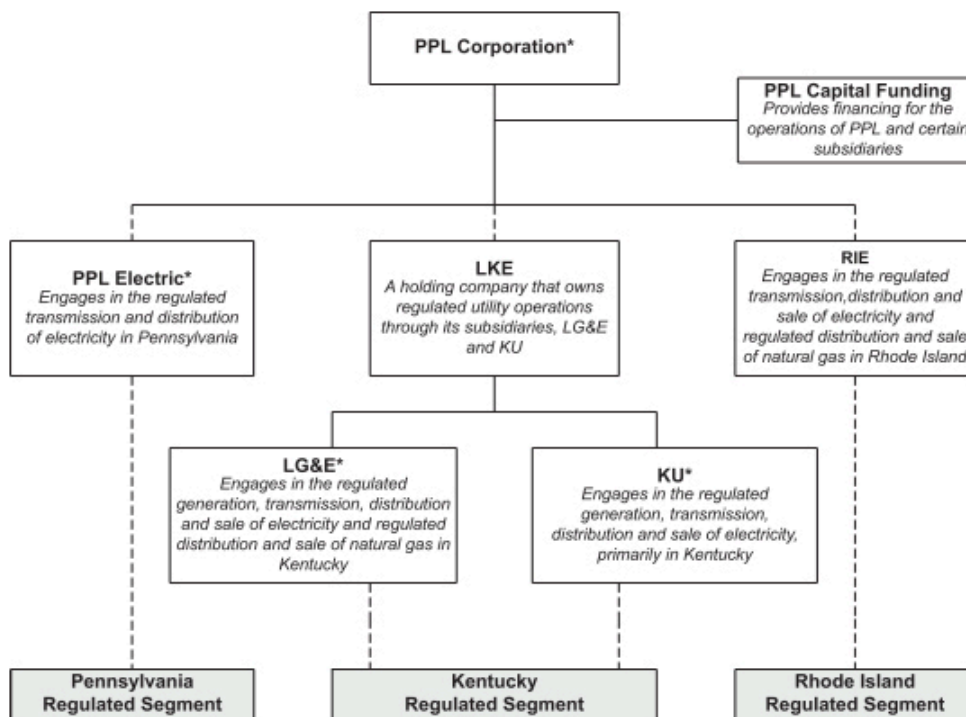 PPL Corporation*
PPL Capital Funding
Provides financing for the
operations of PPL and certain
subsidiaries
PPL Electric*
Engages in the regulated
transmission and distribution
of electricity in Pennsylvania
LKE
A holding company that owns
regulated utility operations
through its subsidiaries, LG&E
and KU
RIE
Engages in the regulated
transmission,distribution and
sale of electricity and
regulated distribution and sale
of natural gas in Rhode Island
LG&E*
Engages in the regulated
generation, transmission, distribution
and sale of electricity and regulated
distribution and sale of natural gas in
Kentucky
KU*
Engages in the regulated
generation, transmission,
distribution and sale of electricity,
primarily in Kentucky
Pennsylvania
Regulated Segment
Kentucky
Regulated Segment
Rhode Island
Regulated Segment